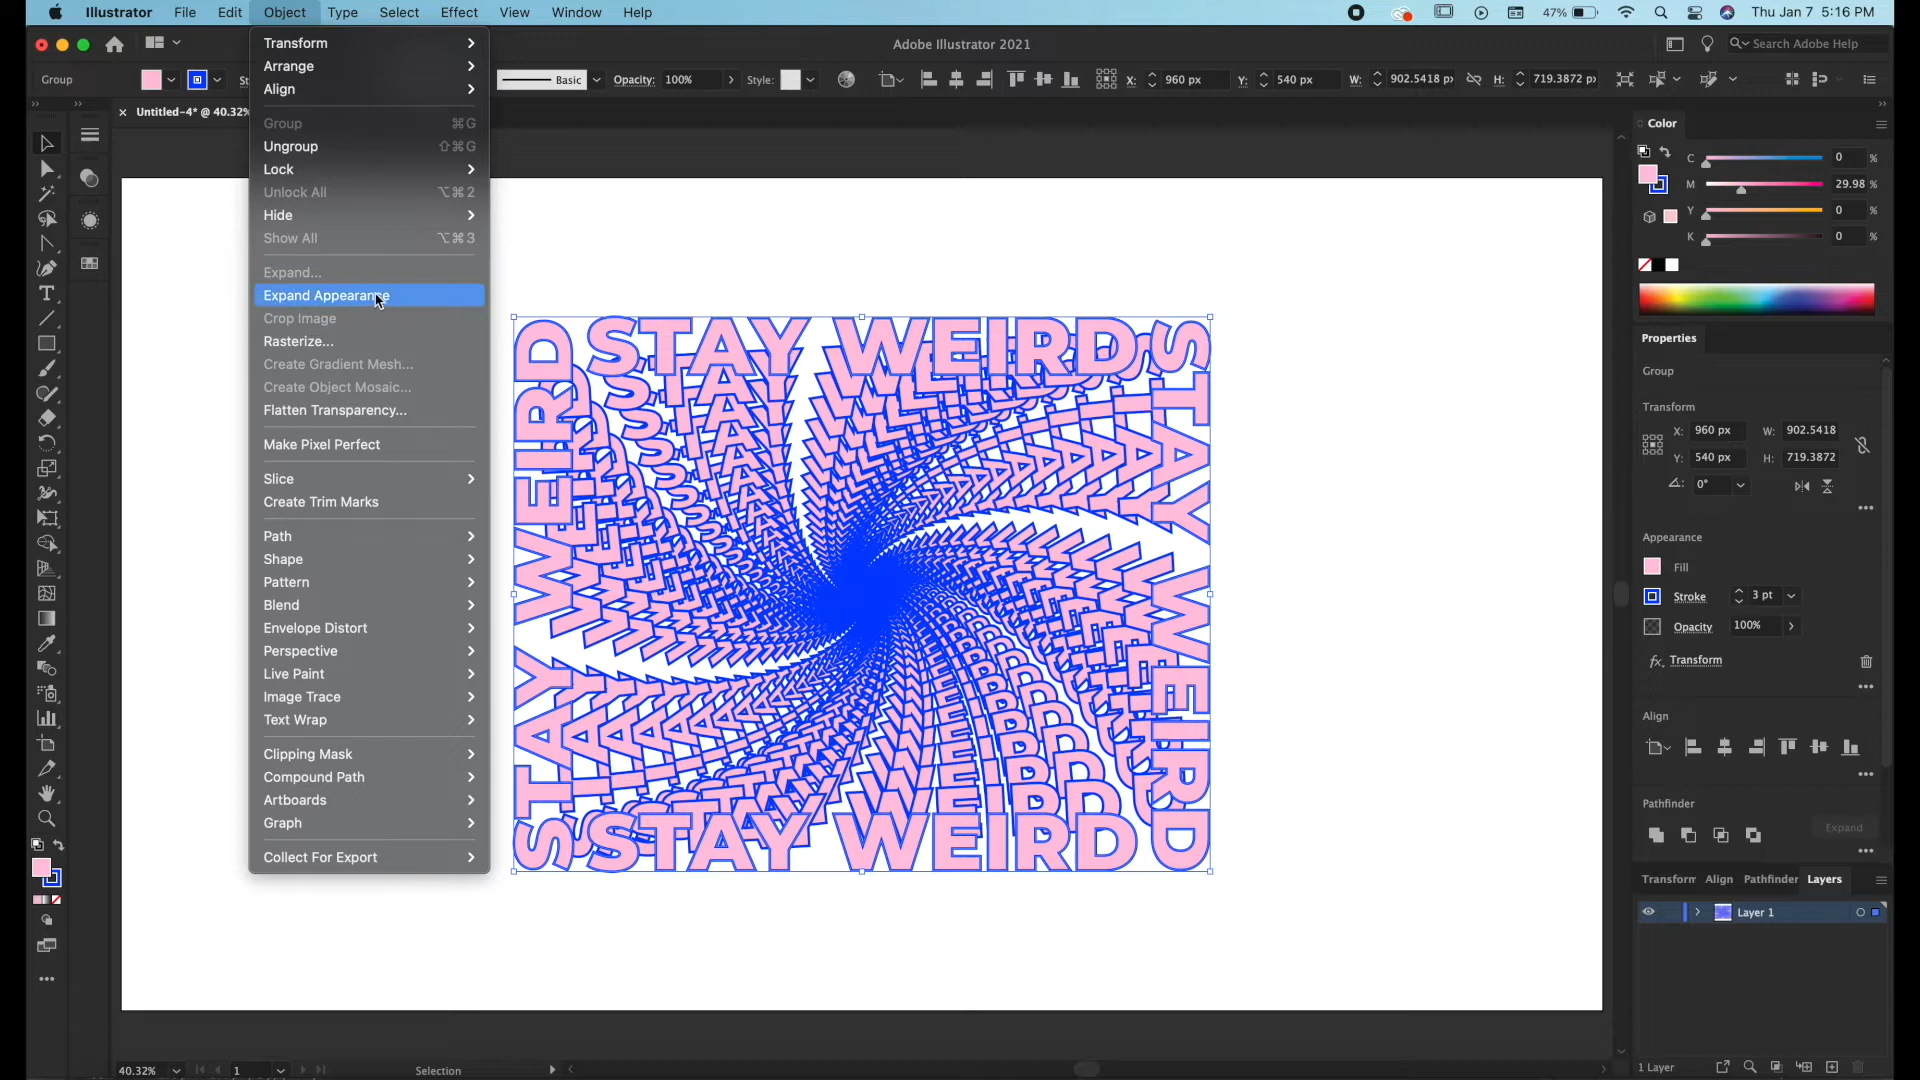 Illustrator File Edit Object Type Select Effect View Window Help 47% Thu Jan 7 5:16 PM
Adobe Illustrator 2021
Search Adobe Help
Group Basic Opacity: 100% Style: X: 960 px Y: 540 px W: 902.5418 H: 719.3872
× Untitled-4* @ 40.32%
Transform
Arrange
Align
Group ⌘G
Ungroup ⇧⌘G
Lock
Unlock All ⌥⌘2
Hide
Show All ⌥⌘3
Expand...
Expand Appearance
Crop Image
Rasterize...
Create Gradient Mesh...
Create Object Mosaic...
Flatten Transparency...
Make Pixel Perfect
Slice
Create Trim Marks
Path
Shape
Pattern
Blend
Envelope Distort
Perspective
Live Paint
Image Trace
Text Wrap
Clipping Mask
Compound Path
Artboards
Graph
Collect For Export
STAY WEIRD
STAY WEIRD
STAY WEIRD
STAY WEIRD
Color
C 0 %
M 29.98 %
Y 0 %
K 0 %
Properties
Group
Transform
X: 960 px W: 902.5418
Y: 540 px H: 719.3872
0°
Appearance
Fill
Stroke 3 pt
Opacity 100%
fx Transform
Align
Pathfinder
Expand
Transform Align Pathfinder Layers
Layer 1
1 Layer
40.32% 1 Selection